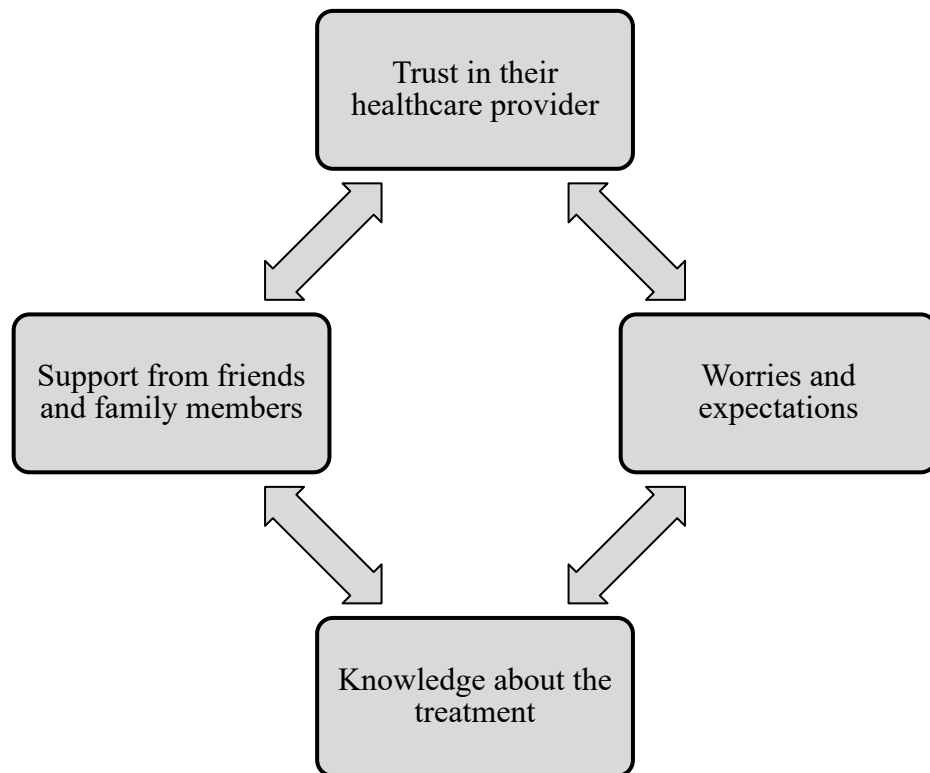 Trust in their
healthcare provider
Support from friends
and family members
Worries and
expectations
Knowledge about the
treatment